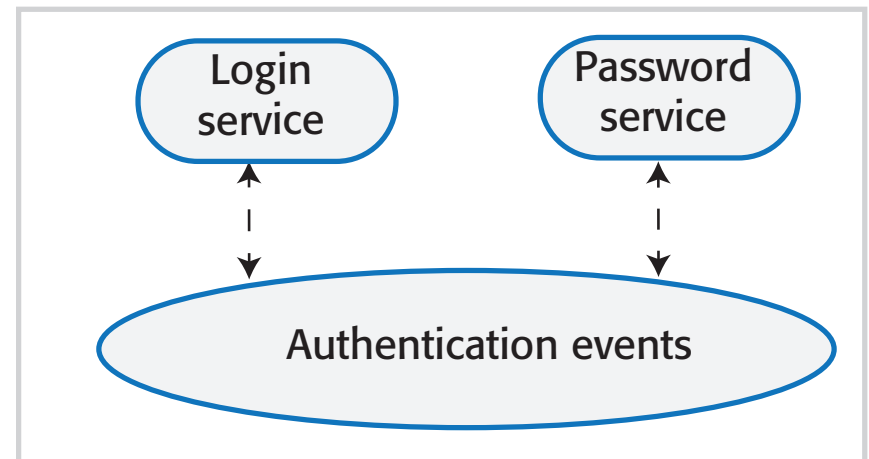 Login
service
Password
service
Authentication events